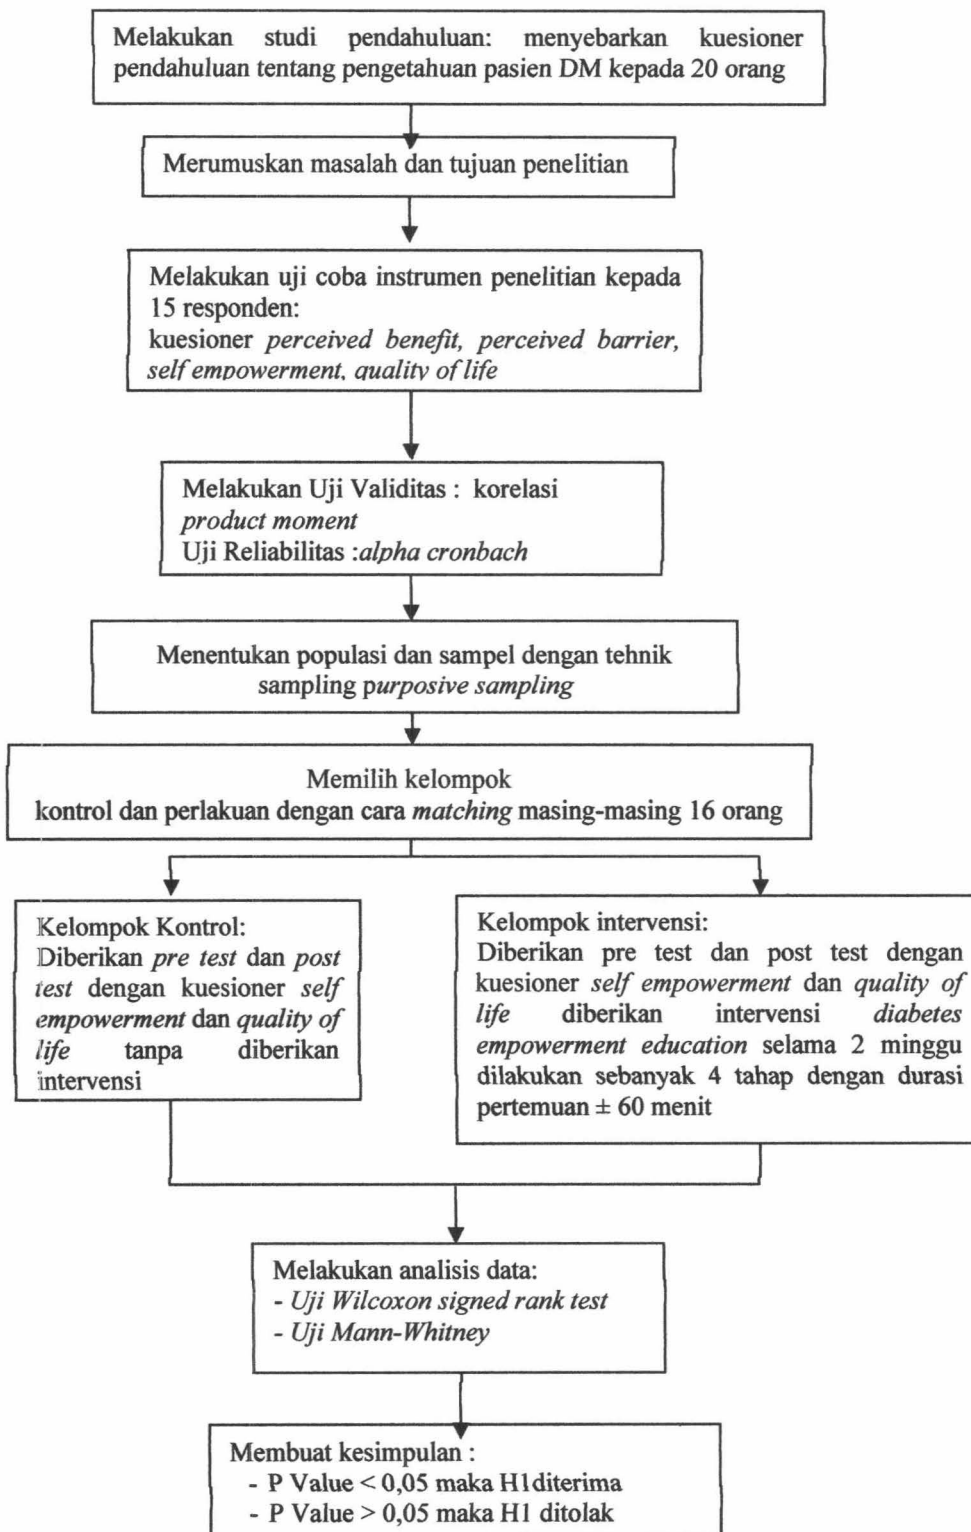 Melakukan studi pendahuluan: menyebarkan kuesioner
pendahuluan tentang pengetahuan pasien DM kepada 20 orang
Merumuskan masalah dan tujuan penelitian
Melakukan uji coba instrumen penelitian kepada
15 responden:
kuesioner perceived benefit, perceived barrier,
self empowerment, quality of life
Melakukan Uji Validitas : korelasi
product moment
Uji Reliabilitas :alpha cronbach
Menentukan populasi dan sampel dengan tehnik
sampling purposive sampling
Memilih kelompok
kontrol dan perlakuan dengan cara matching masing-masing 16 orang
Kelompok Kontrol:
Diberikan pre test dan post
test dengan kuesioner self
empowerment dan quality of
life tanpa diberikan
intervensi
Kelompok intervensi:
Diberikan pre test dan post test dengan
kuesioner self empowerment dan quality of
life diberikan intervensi diabetes
empowerment education selama 2 minggu
dilakukan sebanyak 4 tahap dengan durasi
pertemuan ± 60 menit
Melakukan analisis data:
- Uji Wilcoxon signed rank test
- Uji Mann-Whitney
Membuat kesimpulan :
- P Value < 0,05 maka H1diterima
- P Value > 0,05 maka H1 ditolak